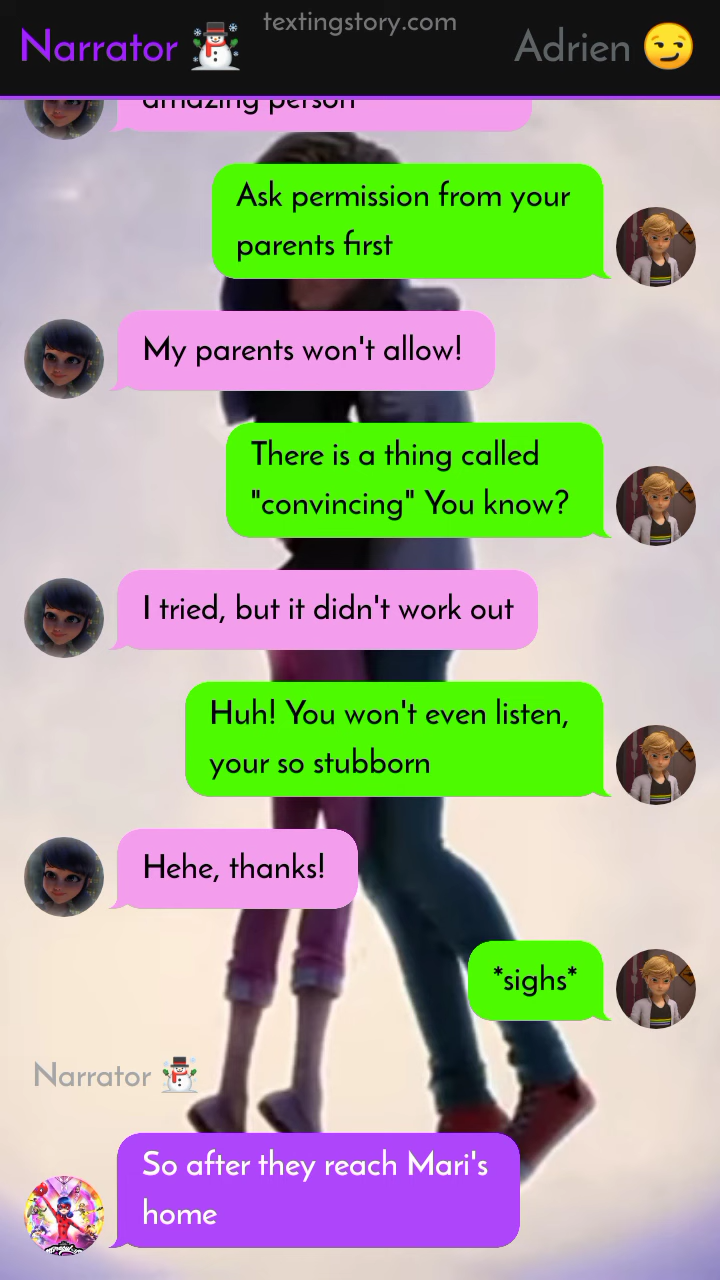 textingstory.com
Narrator ☃️
Adrien 😏
amazing person
Ask permission from your
parents first
My parents won't allow!
There is a thing called
"convincing" You know?
I tried, but it didn't work out
Huh! You won't even listen,
your so stubborn
Hehe, thanks!
*sighs*
Narrator ☃️
So after they reach Mari's
home